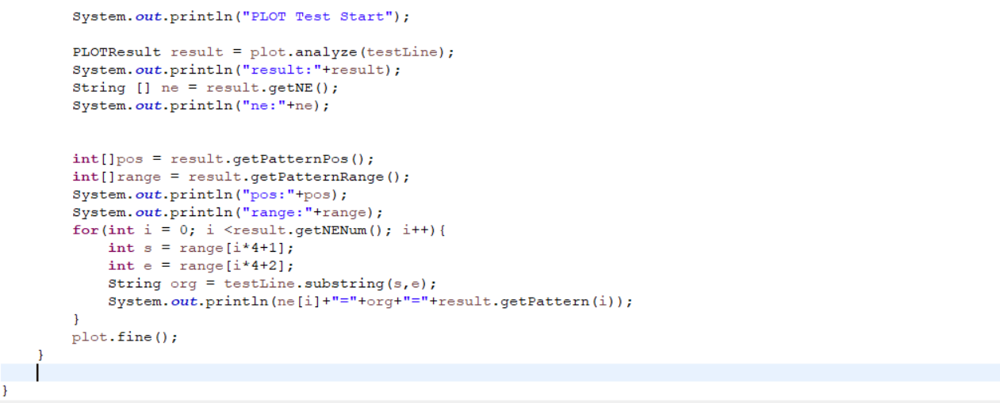 System.out.println("PLOT Test Start");
PLOTResult result = plot.analyze(testLine);
System.out.println("result:"+result);
String [] ne = result.getNE();
System.out.println("ne:"+ne);
int[]pos = result.getPatternPos();
int[]range = result.getPatternRange();
System.out.println("pos:"+pos);
System.out.println("range:"+range);
for(int i = 0; i <result.getNENum(); i++){
int s = range[i*4+1];
int e = range[i*4+2];
String org = testLine.substring(s,e);
System.out.println(ne[i]+"="+org+"="+result.getPattern(i));
}
plot.fine();
}
}